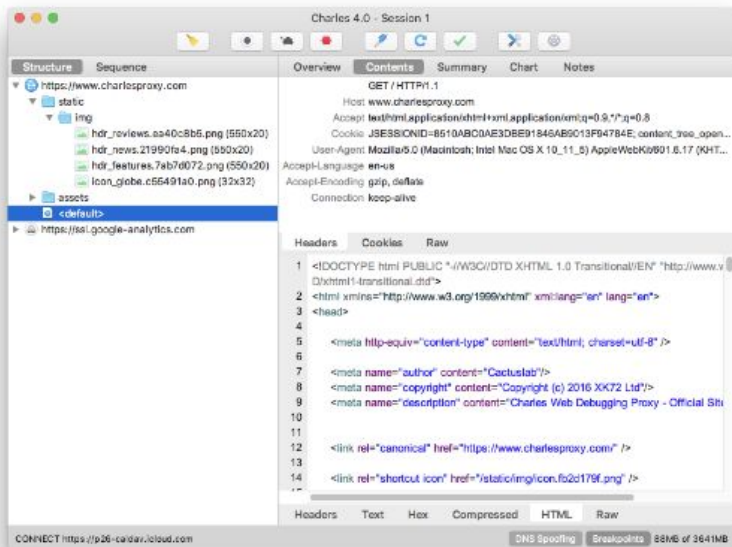 Charles 4.0 - Session 1
Structure Sequence
Overview Contents Summary Chart Notes
https://www.charlesproxy.com
static
img
hdr_reviews.ea40c8b5.png (550x20)
hdr_news.21990fa4.png (550x20)
hdr_features.7ab7d072.png (550x20)
icon_globe.c55491a0.png (32x32)
assets
<default>
https://ssl.google-analytics.com
GET / HTTP/1.1
Host www.charlesproxy.com
Accept text/html,application/xhtml+xml,application/xml;q=0.9,*/*;q=0.8
Cookie JSESSIONID=8510ABC0AE3DBE91846AB9013F94784E; content_tree_open...
User-Agent Mozilla/5.0 (Macintosh; Intel Mac OS X 10_11_5) AppleWebKit/601.6.17 (KHT...
Accept-Language en-us
Accept-Encoding gzip, deflate
Connection keep-alive
Headers Cookies Raw
1 <!DOCTYPE html PUBLIC "-//W3C//DTD XHTML 1.0 Transitional//EN" "http://www.v
D/xhtml1-transitional.dtd">
2 <html xmlns="http://www.w3.org/1999/xhtml" xml:lang="en" lang="en">
3 <head>
4
5 <meta http-equiv="content-type" content="text/html; charset=utf-8" />
6
7 <meta name="author" content="Cactuslab"/>
8 <meta name="copyright" content="Copyright (c) 2016 XK72 Ltd"/>
9 <meta name="description" content="Charles Web Debugging Proxy - Official Site
10
11
12 <link rel="canonical" href="https://www.charlesproxy.com/" />
13
14 <link rel="shortcut icon" href="/static/img/icon.fb2d179f.png" />
Headers Text Hex Compressed HTML Raw
CONNECT https://p26-caldav.icloud.com
DNS Spoofing Breakpoints 88MB of 3641MB